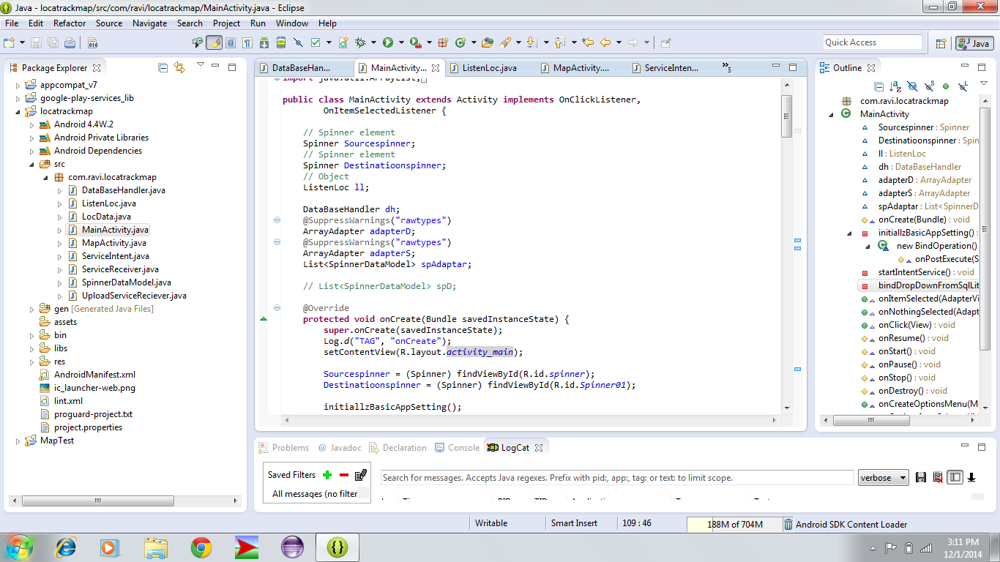 Java - locatrackmap/src/com/ravi/locatrackmap/MainActivity.java - Eclipse
File Edit Refactor Source Navigate Search Project Run Window Help
Quick Access
Java
Package Explorer
appcompat_v7
google-play-services_lib
locatrackmap
Android 4.4W.2
Android Private Libraries
Android Dependencies
src
com.ravi.locatrackmap
DataBaseHandler.java
ListenLoc.java
LocData.java
MainActivity.java
MapActivity.java
ServiceIntent.java
ServiceReceiver.java
SpinnerDataModel.java
UploadServiceReciever.java
gen [Generated Java Files]
assets
bin
libs
res
AndroidManifest.xml
ic_launcher-web.png
lint.xml
proguard-project.txt
project.properties
MapTest
DataBaseHan...
MainActivity...
ListenLoc.java
MapActivity....
ServiceInten...
»5
import java.util.ArrayList;
public class MainActivity extends Activity implements OnClickListener,
OnItemSelectedListener {
// Spinner element
Spinner Sourcespinner;
// Spinner element
Spinner Destinatioonspinner;
// Object
ListenLoc ll;
DataBaseHandler dh;
@SuppressWarnings("rawtypes")
ArrayAdapter adapterD;
@SuppressWarnings("rawtypes")
ArrayAdapter adapterS;
List<SpinnerDataModel> spAdaptar;
// List<SpinnerDataModel> spD;
@Override
protected void onCreate(Bundle savedInstanceState) {
super.onCreate(savedInstanceState);
Log.d("TAG", "onCreate");
setContentView(R.layout.activity_main);
Sourcespinner = (Spinner) findViewById(R.id.spinner);
Destinatioonspinner = (Spinner) findViewById(R.id.Spinner01);
initiallzBasicAppSetting();
Outline
com.ravi.locatrackmap
MainActivity
Sourcespinner : Spinner
Destinatioonspinner : Spin
ll : ListenLoc
dh : DataBaseHandler
adapterD : ArrayAdapter
adapterS : ArrayAdapter
spAdaptar : List<SpinnerD
onCreate(Bundle) : void
initiallzBasicAppSetting() :
new BindOperation()
onPostExecute(S
startIntentService() : void
bindDropDownFromSqlLit
onItemSelected(AdapterVi
onNothingSelected(Adapt
onClick(View) : void
onResume() : void
onStart() : void
onPause() : void
onStop() : void
onDestroy() : void
onCreateOptionsMenu(M
Problems
Javadoc
Declaration
Console
LogCat
Saved Filters
All messages (no filter
Search for messages. Accepts Java regexes. Prefix with pid:, app:, tag: or text: to limit scope.
verbose
Writable
Smart Insert
109 : 46
188M of 704M
Android SDK Content Loader
3:11 PM
12/1/2014